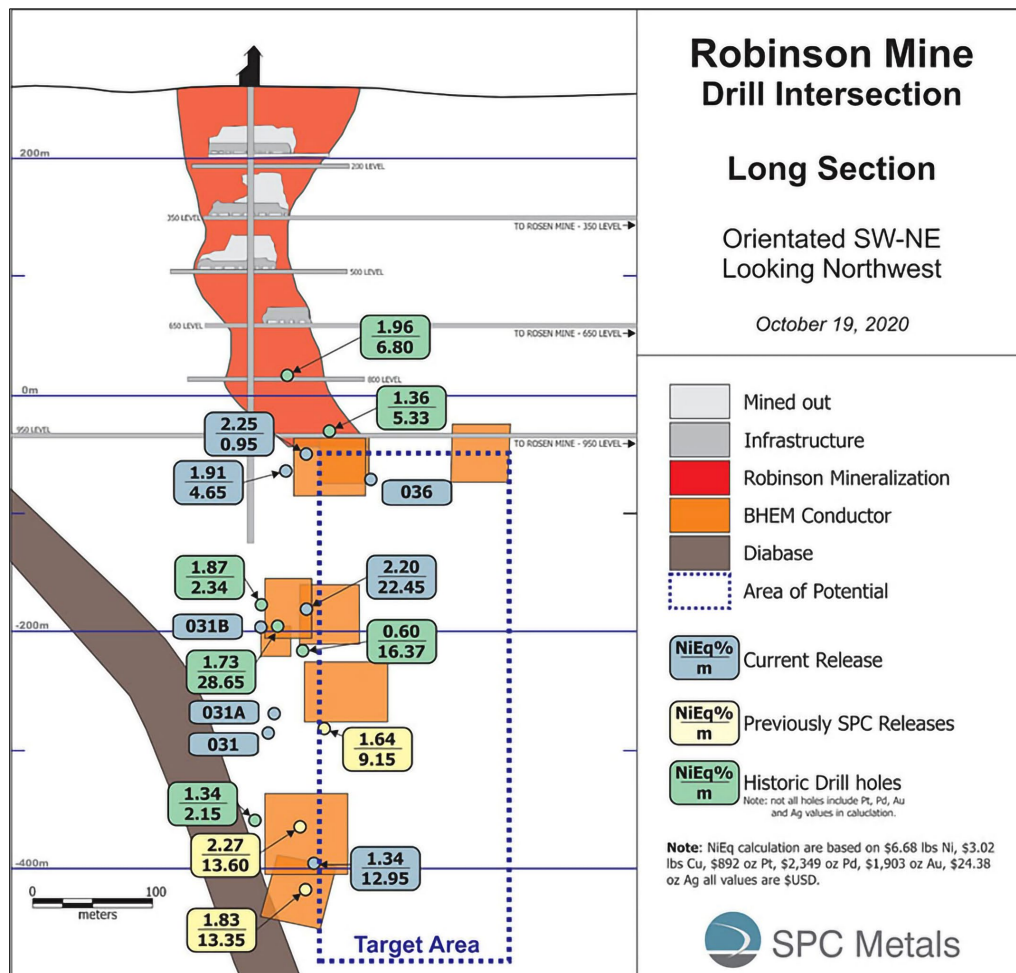 Robinson Mine
Drill Intersection
Long Section
Orientated SW-NE
Looking Northwest
October 19, 2020
200m
200 LEVEL
350 LEVEL
TO ROSEN MINE - 350 LEVEL
500 LEVEL
650 LEVEL
TO ROSEN MINE - 650 LEVEL
1.96
6.80
800 LEVEL
0m
1.36
5.33
2.25
0.95
950 LEVEL
TO ROSEN MINE - 950 LEVEL
1.91
4.65
036
1.87
2.34
2.20
22.45
031B
-200m
0.60
16.37
1.73
28.65
031A
031
1.64
9.15
1.34
2.15
2.27
13.60
1.34
12.95
-400m
0 100
meters
1.83
13.35
Target Area
Mined out
Infrastructure
Robinson Mineralization
BHEM Conductor
Diabase
Area of Potential
NiEq%
m
Current Release
NiEq%
m
Previously SPC Releases
NiEq%
m
Historic Drill holes
Note: not all holes include Pt, Pd, Au
and Ag values in caluclation.
Note: NiEq calculation are based on $6.68 lbs Ni, $3.02
lbs Cu, $892 oz Pt, $2,349 oz Pd, $1,903 oz Au, $24.38
oz Ag all values are $USD.
SPC Metals